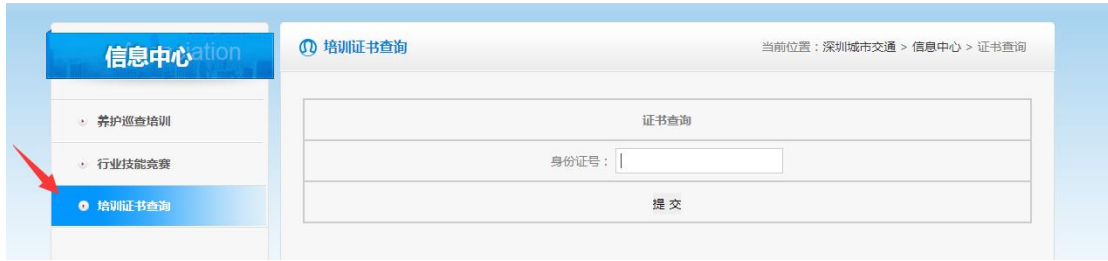 信息中心
ation
养护巡查培训
行业技能竞赛
培训证书查询
培训证书查询
当前位置：深圳城市交通 > 信息中心 > 证书查询
证书查询
身份证号：
提 交